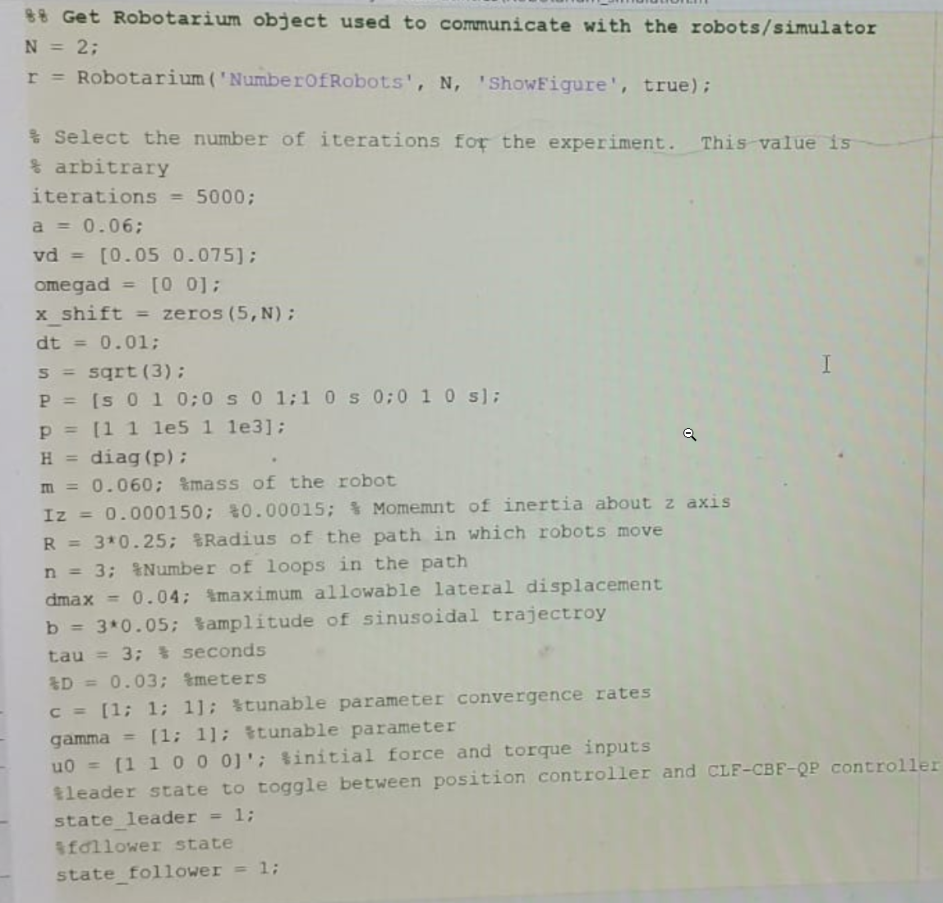 %% Get Robotarium object used to communicate with the robots/simulator
N = 2;
r = Robotarium('NumberOfRobots', N, 'ShowFigure', true);
% Select the number of iterations for the experiment.  This value is
% arbitrary
iterations = 5000;
a = 0.06;
vd = [0.05 0.075];
omegad = [0 0];
x_shift = zeros(5,N);
dt = 0.01;
s = sqrt(3);
P = [s 0 1 0;0 s 0 1;1 0 s 0;0 1 0 s];
p = [1 1 1e5 1 1e3];
H = diag(p);
m = 0.060; %mass of the robot
Iz = 0.000150; %0.00015; % Momemnt of inertia about z axis
R = 3*0.25; %Radius of the path in which robots move
n = 3; %Number of loops in the path
dmax = 0.04; %maximum allowable lateral displacement
b = 3*0.05; %amplitude of sinusoidal trajectroy
tau = 3; % seconds
%D = 0.03; %meters
c = [1; 1; 1]; %tunable parameter convergence rates
gamma = [1; 1]; %tunable parameter
u0 = [1 1 0 0 0]'; %initial force and torque inputs
%leader state to toggle between position controller and CLF-CBF-QP controller
state_leader = 1;
%follower state
state_follower = 1;